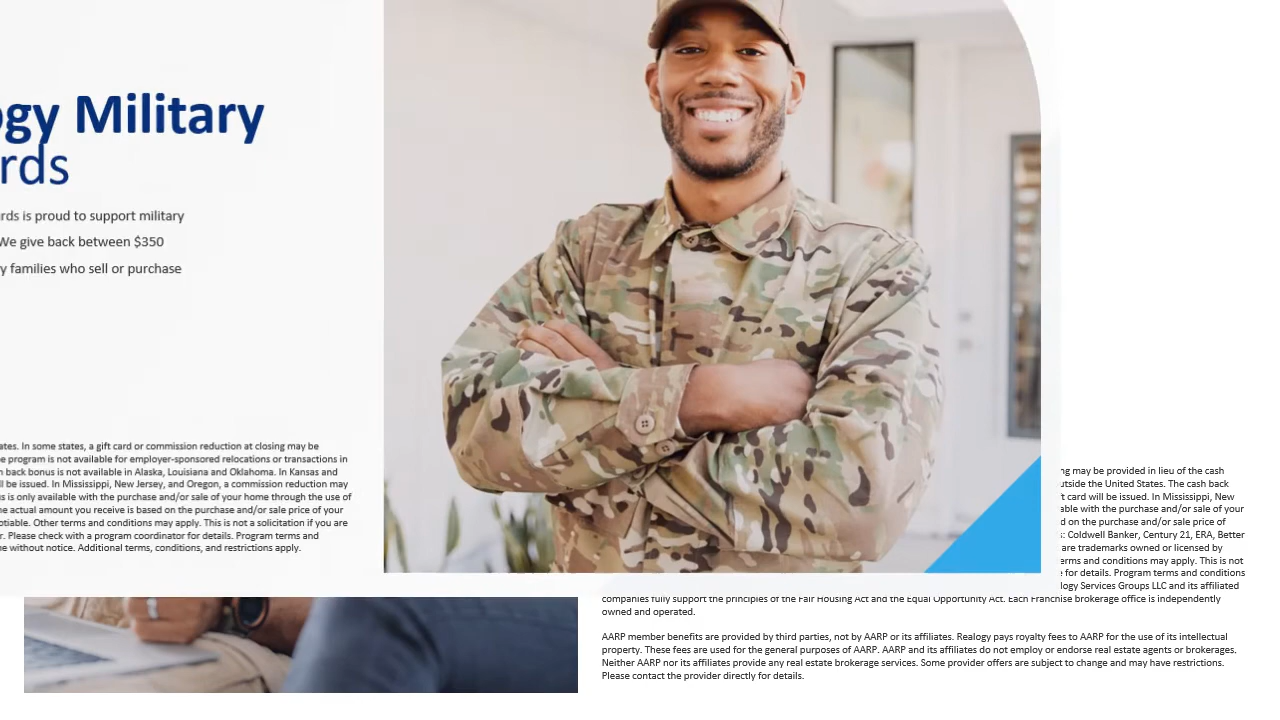 ogy Military
rds
rds is proud to support military
We give back between $350
y families who sell or purchase
ates. In some states, a gift card or commission reduction at closing may be
e program is not available for employer-sponsored relocations or transactions in
h back bonus is not available in Alaska, Louisiana and Oklahoma. In Kansas and
ll be issued. In Mississippi, New Jersey, and Oregon, a commission reduction may
us is only available with the purchase and/or sale of your home through the use of
he actual amount you receive is based on the purchase and/or sale price of your
otiable. Other terms and conditions may apply. This is not a solicitation if you are
r. Please check with a program coordinator for details. Program terms and
ne without notice. Additional terms, conditions, and restrictions apply.
ng may be provided in lieu of the cash
utside the United States. The cash back
ft card will be issued. In Mississippi, New
able with the purchase and/or sale of your
d on the purchase and/or sale price of
: Coldwell Banker, Century 21, ERA, Better
are trademarks owned or licensed by
erms and conditions may apply. This is not
e for details. Program terms and conditions
logy Services Groups LLC and its affiliated
companies fully support the principles of the Fair Housing Act and the Equal Opportunity Act. Each Franchise brokerage office is independently
owned and operated.
AARP member benefits are provided by third parties, not by AARP or its affiliates. Realogy pays royalty fees to AARP for the use of its intellectual
property. These fees are used for the general purposes of AARP. AARP and its affiliates do not employ or endorse real estate agents or brokerages.
Neither AARP nor its affiliates provide any real estate brokerage services. Some provider offers are subject to change and may have restrictions.
Please contact the provider directly for details.